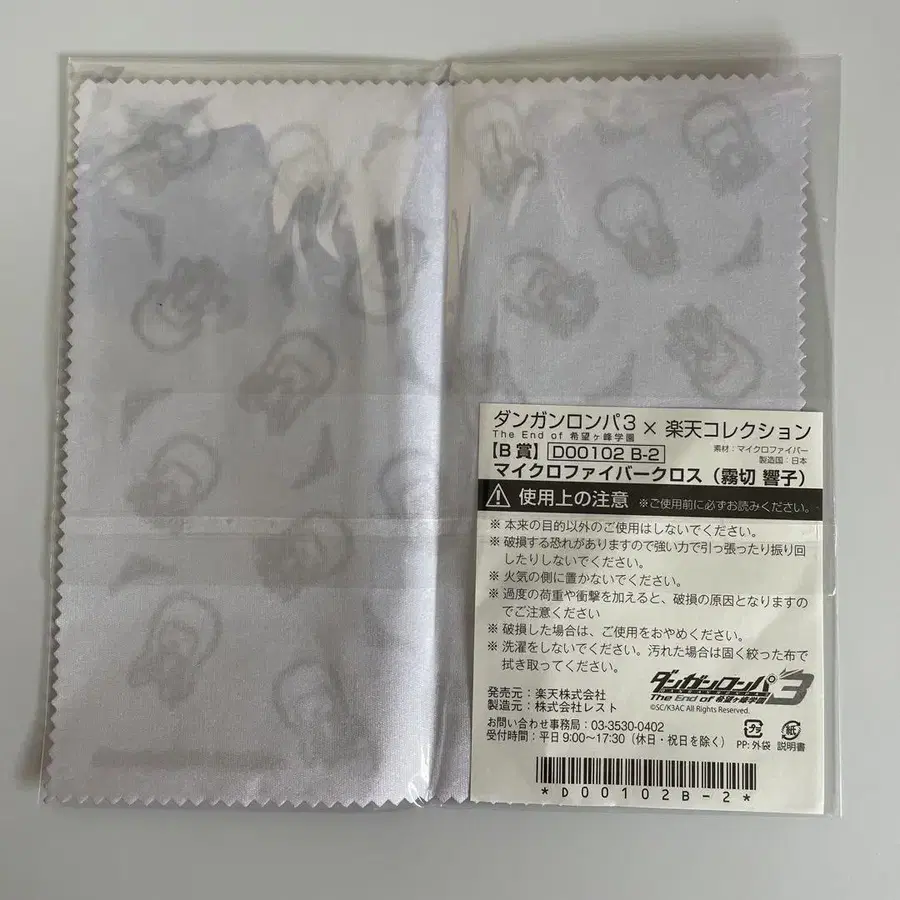 ダンガンロンパ3 × 楽天コレクション
The End of 希望ヶ峰学園
素材：マイクロファイバー
製造国：日本
【B 賞】 D00102 B-2
マイクロファイバークロス（霧切 響子）
使用上の注意 ※ご使用前に必ずお読みください。
※ 本来の目的以外のご使用はしないでください。
※ 破損する恐れがありますので強い力で引っ張ったり振り回
したりしないでください。
※ 火気の側に置かないでください。
※ 過度の荷重や衝撃を加えると、破損の原因となりますの
でご注意ください
※ 破損した場合は、ご使用をおやめください。
※ 洗濯をしないでください。汚れた場合は固く絞った布で
拭き取ってください。
ダンガンロンパ3
The End of 希望ヶ峰学園
©SC/K3AC All Rights Reserved.
発売元：楽天株式会社
製造元：株式会社レスト
お問い合わせ事務局：03-3530-0402
受付時間：平日 9:00～17:30（休日・祝日を除く）
プラ 紙
PP: 外袋 説明書
*D00102B-2*